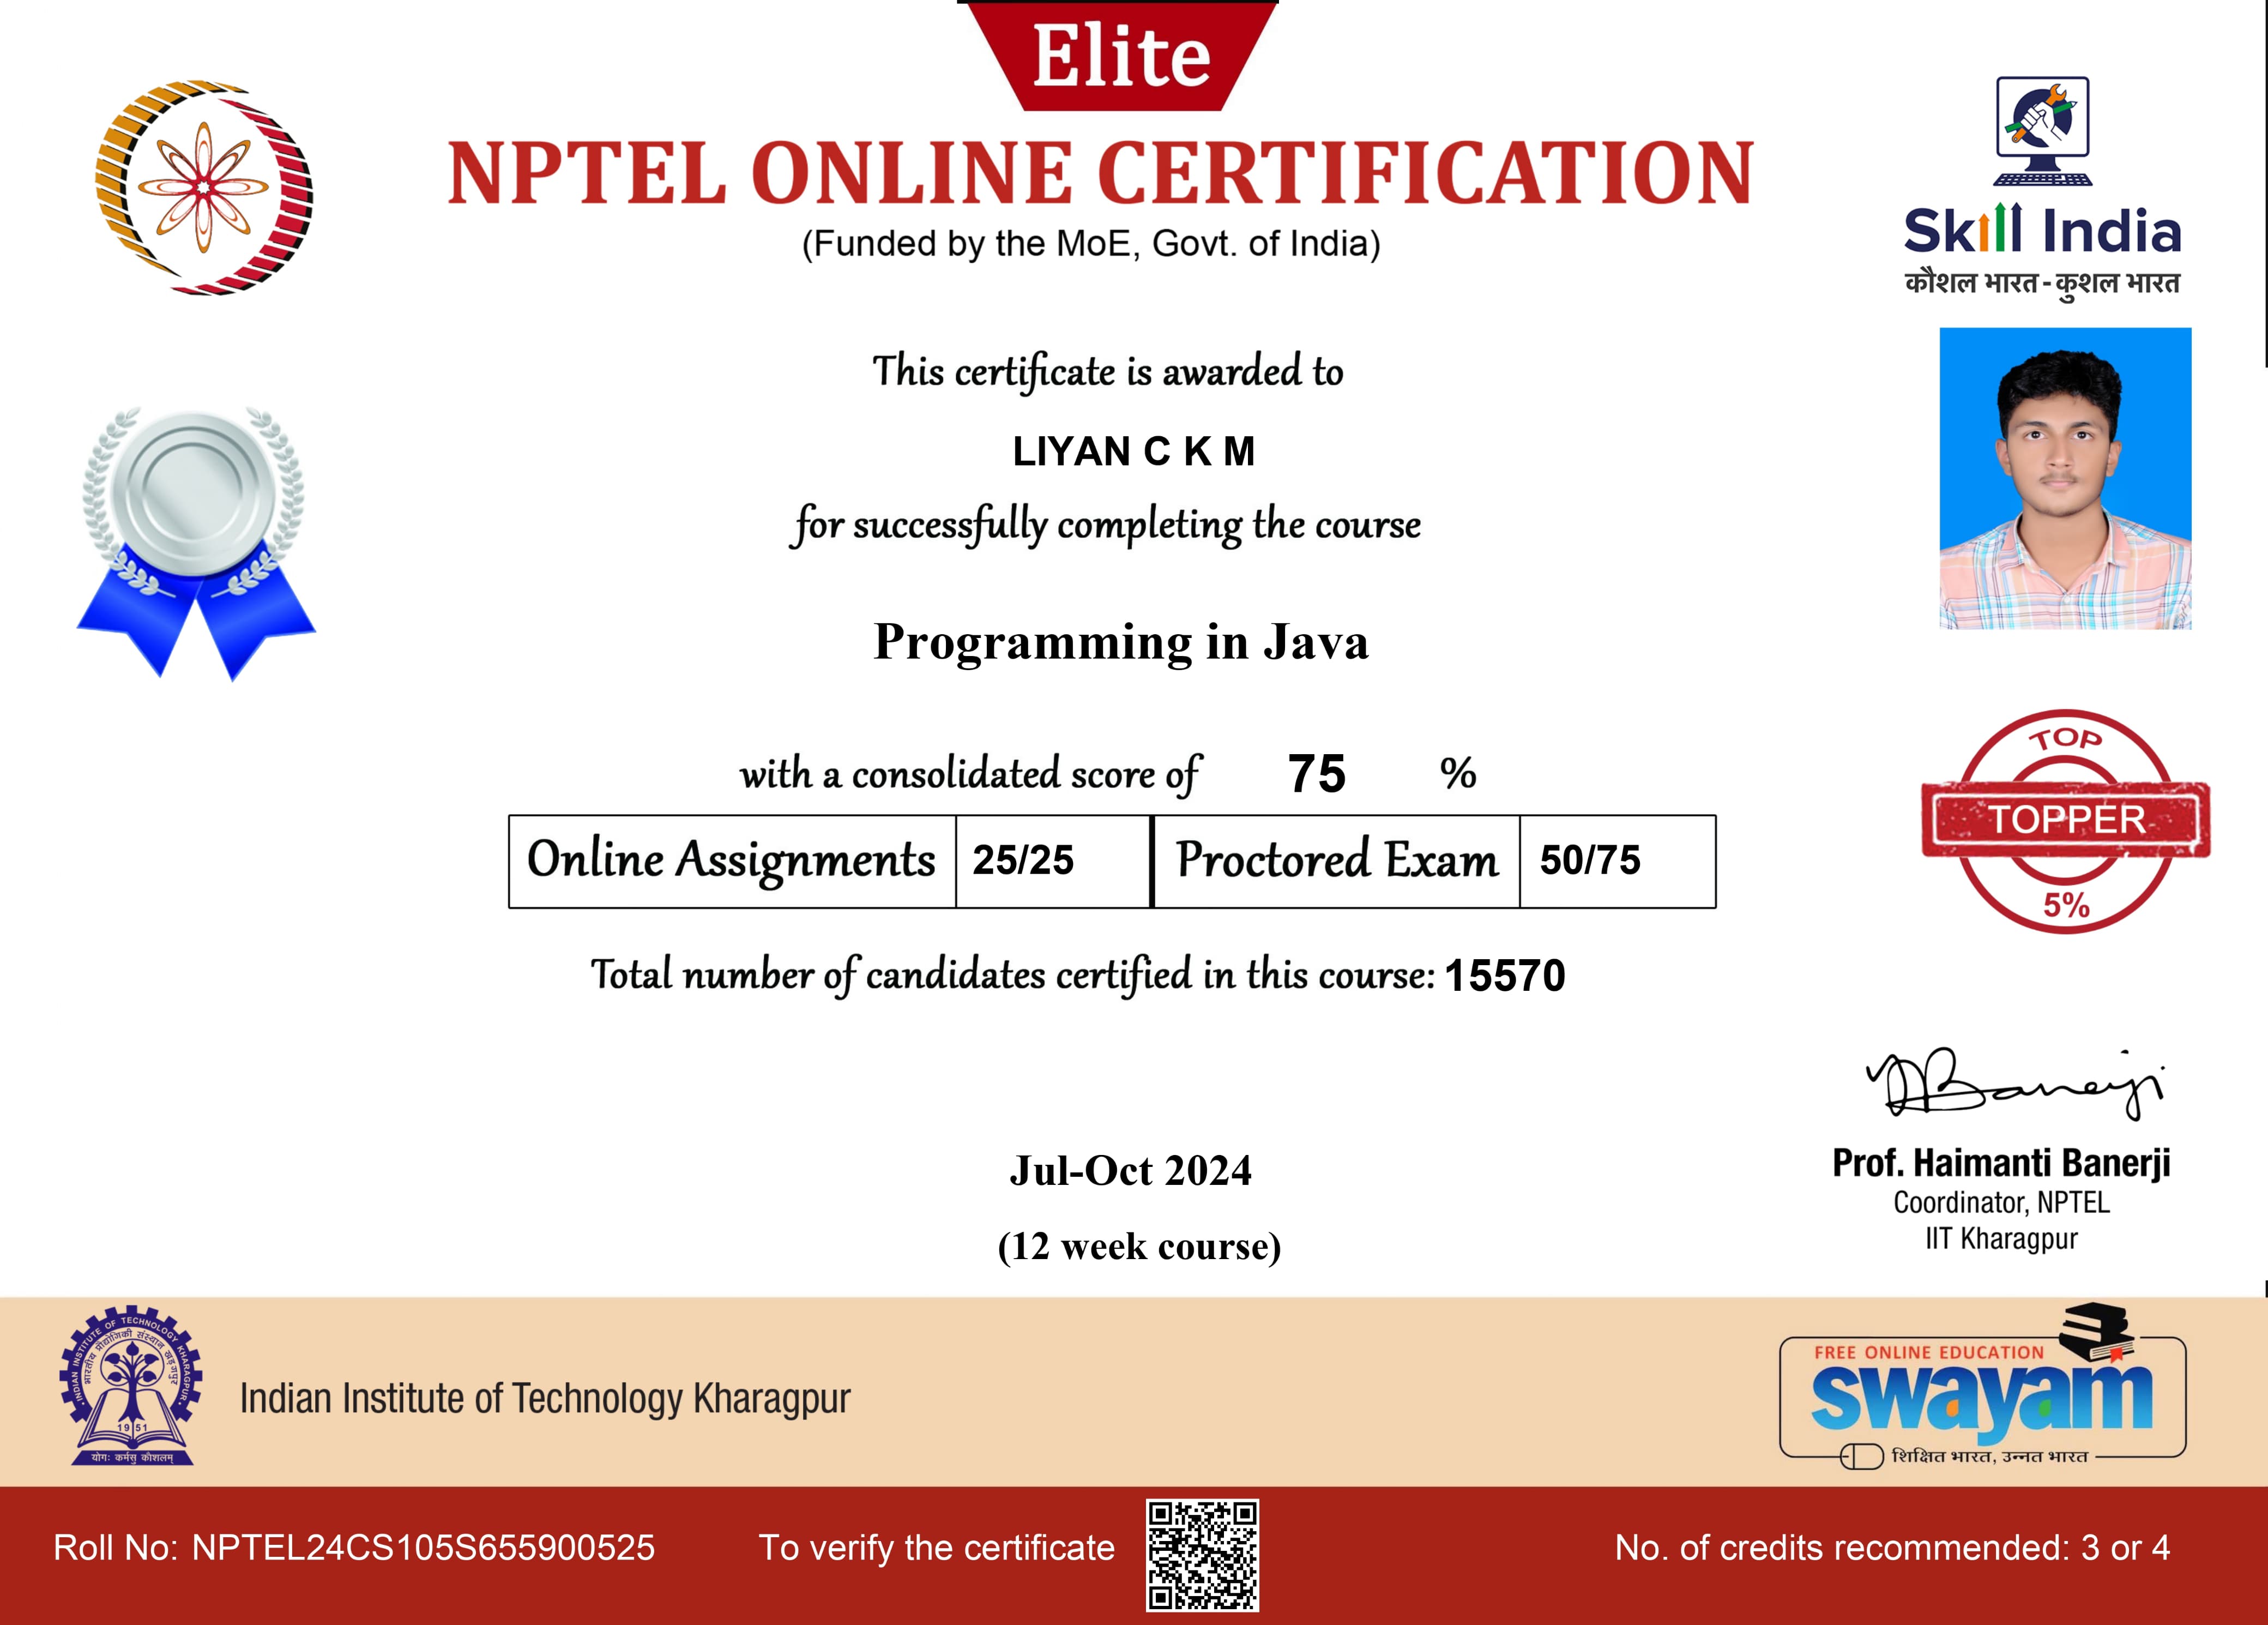 Elite
NPTEL ONLINE CERTIFICATION
(Funded by the MoE, Govt. of India)
Skill India
कौशल भारत - कुशल भारत
This certificate is awarded to
LIYAN C K M
for successfully completing the course
Programming in Java
with a consolidated score of 75 %
Online Assignments 25/25 Proctored Exam 50/75
TOP
TOPPER
5%
Total number of candidates certified in this course: 15570
Banerji
Prof. Haimanti Banerji
Coordinator, NPTEL
IIT Kharagpur
Jul-Oct 2024
(12 week course)
INDIAN INSTITUTE OF TECHNOLOGY KHARAGPUR
भारतीय प्रौद्योगिकी संस्थान खड़गपुर
1951
योगः कर्मसु कौशलम्
Indian Institute of Technology Kharagpur
FREE ONLINE EDUCATION
swayam
शिक्षित भारत, उन्नत भारत
Roll No: NPTEL24CS105S655900525 To verify the certificate No. of credits recommended: 3 or 4